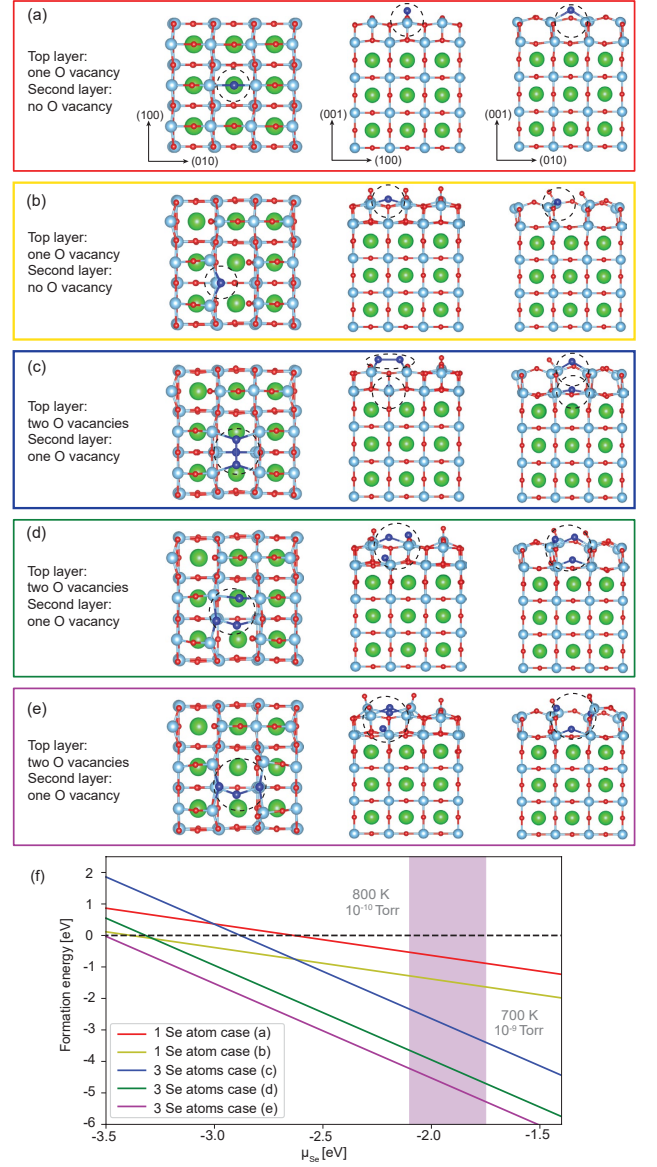 (a)
Top layer:
one O vacancy
Second layer:
no O vacancy
(100)
(010)
(001)
(100)
(001)
(010)
(b)
Top layer:
one O vacancy
Second layer:
no O vacancy
(c)
Top layer:
two O vacancies
Second layer:
one O vacancy
(d)
Top layer:
two O vacancies
Second layer:
one O vacancy
(e)
Top layer:
two O vacancies
Second layer:
one O vacancy
(f)
Formation energy [eV]
2
1
0
-1
-2
-3
-4
-5
-6
800 K
10⁻¹⁰ Torr
700 K
10⁻⁹ Torr
1 Se atom case (a)
1 Se atom case (b)
3 Se atoms case (c)
3 Se atoms case (d)
3 Se atoms case (e)
-3.5 -3.0 -2.5 -2.0 -1.5
μSe [eV]